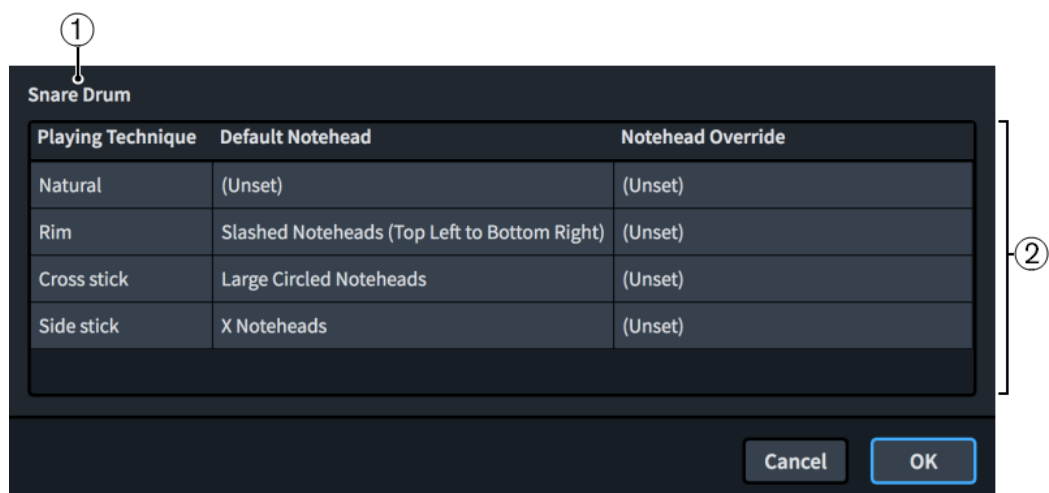 1
Snare Drum
Playing Technique Default Notehead Notehead Override
Natural (Unset) (Unset)
Rim Slashed Noteheads (Top Left to Bottom Right) (Unset)
Cross stick Large Circled Noteheads (Unset)
Side stick X Noteheads (Unset)
2
Cancel OK